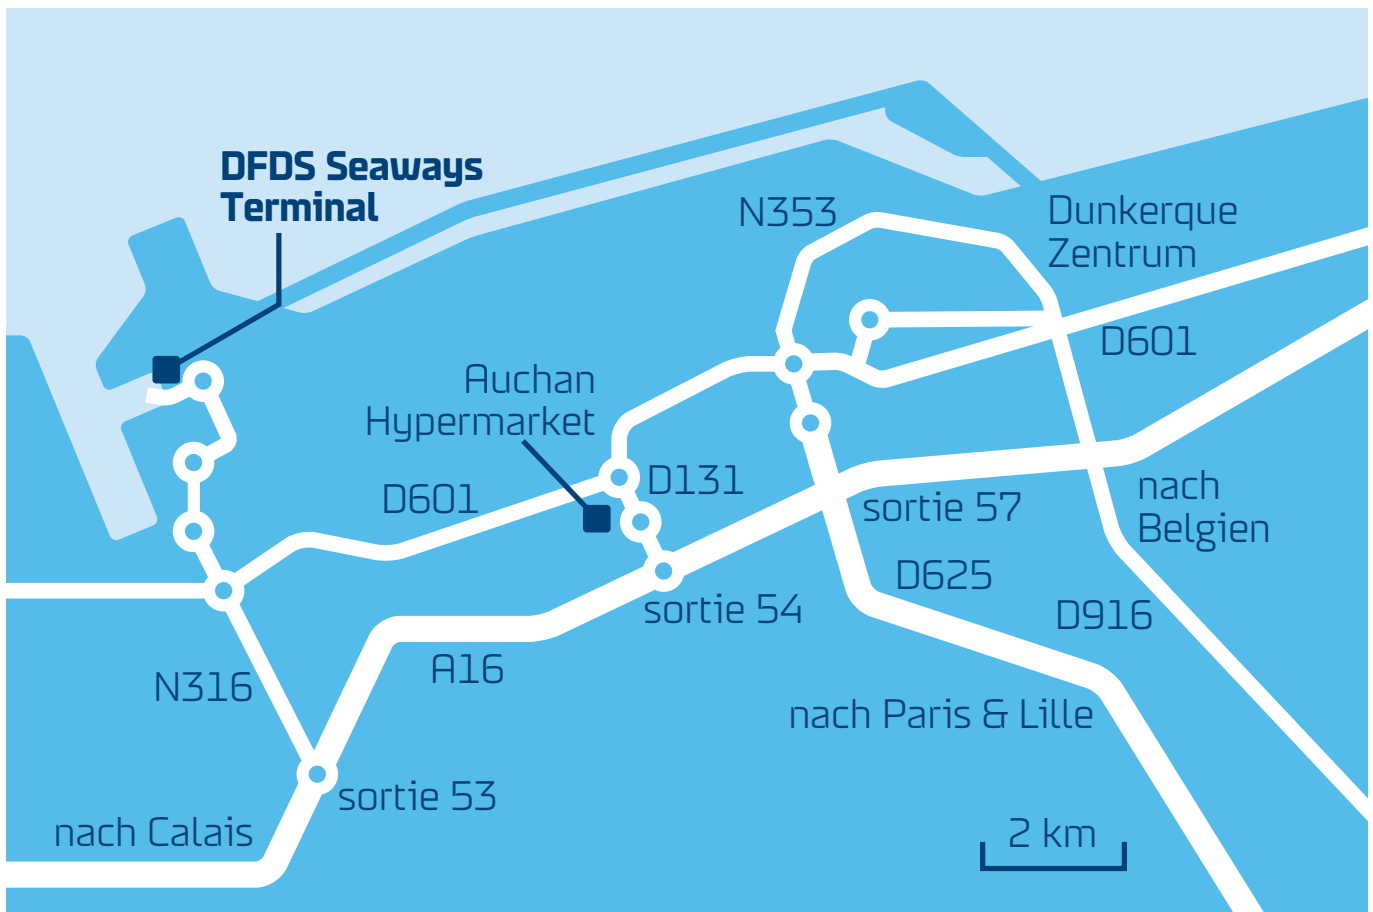 DFDS Seaways
Terminal
N353
Dunkerque
Zentrum
D601
Auchan
Hypermarket
D601
D131
sortie 57
nach
Belgien
D625
sortie 54
D916
A16
N316
nach Paris & Lille
sortie 53
nach Calais
2 km